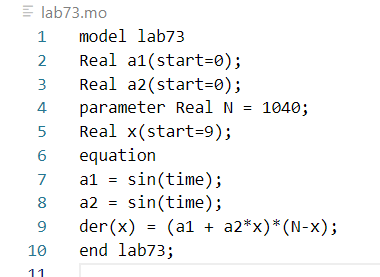 lab73.mo
1 model lab73
2 Real a1(start=0);
3 Real a2(start=0);
4 parameter Real N = 1040;
5 Real x(start=9);
6 equation
7 a1 = sin(time);
8 a2 = sin(time);
9 der(x) = (a1 + a2*x)*(N-x);
10 end lab73;
11